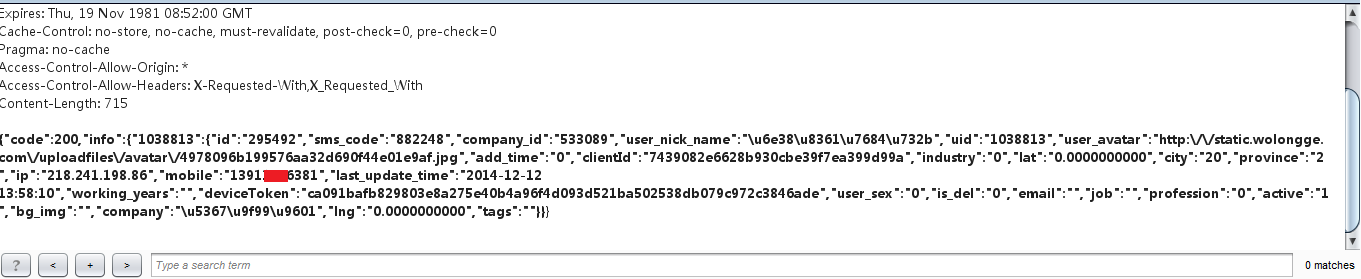 Expires: Thu, 19 Nov 1981 08:52:00 GMT
Cache-Control: no-store, no-cache, must-revalidate, post-check=0, pre-check=0
Pragma: no-cache
Access-Control-Allow-Origin: *
Access-Control-Allow-Headers: X-Requested-With,X_Requested_With
Content-Length: 715
{"code":200,"info":{"1038813":{"id":"295492","sms_code":"882248","company_id":"533089","user_nick_name":"\u6e38\u8361\u7684\u732b","uid":"1038813","user_avatar":"http:\/\/static.wolongge.
com\/uploadfiles\/avatar\/4978096b199576aa32d690f44e01e9af.jpg","add_time":"0","clientId":"7439082e6628b930cbe39f7ea399d99a","industry":"0","lat":"0.0000000000","city":"20","province":"2
","ip":"218.241.198.86","mobile":"1391 6381","last_update_time":"2014-12-12
13:58:10","working_years":"","deviceToken":"ca091bafb829803e8a275e40b4a96f4d093d521ba502538db079c972c3846ade","user_sex":"0","is_del":"0","email":"","job":"","profession":"0","active":"1
","bg_img":"","company":"\u5367\u9f99\u9601","lng":"0.0000000000","tags":""}}}
? < + > Type a search term 0 matches